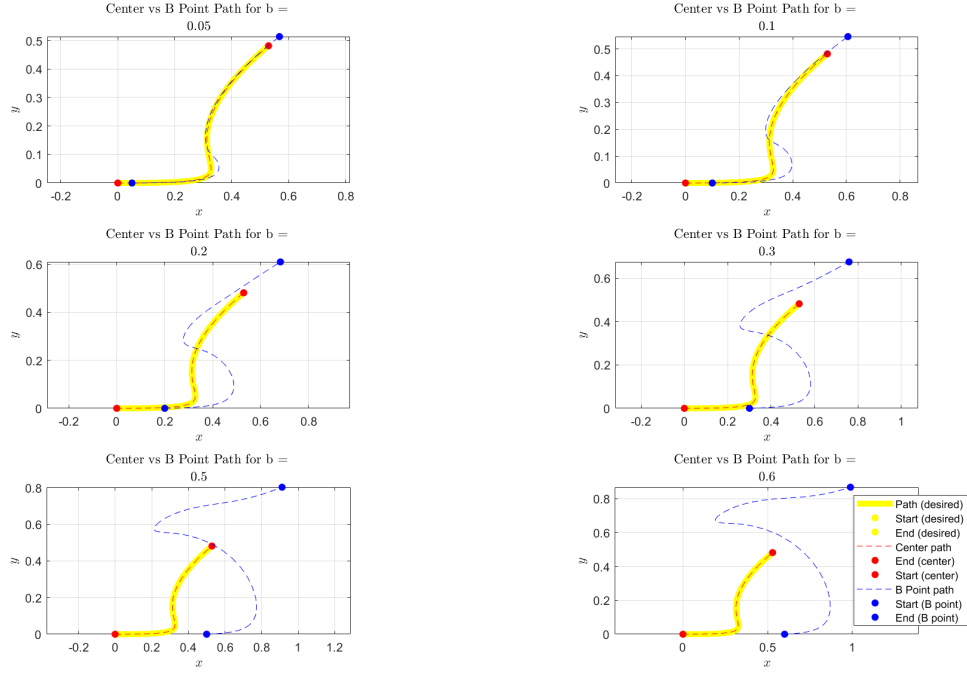 Center vs B Point Path for b =
0.05
0.5
0.4
0.3
0.2
0.1
0
y
-0.2 0 0.2 0.4 0.6 0.8
x
Center vs B Point Path for b =
0.1
0.5
0.4
0.3
0.2
0.1
0
y
-0.2 0 0.2 0.4 0.6 0.8
x
Center vs B Point Path for b =
0.2
0.6
0.4
0.2
0
y
-0.2 0 0.2 0.4 0.6 0.8
x
Center vs B Point Path for b =
0.3
0.6
0.4
0.2
0
y
-0.2 0 0.2 0.4 0.6 0.8 1
x
Center vs B Point Path for b =
0.5
0.8
0.6
0.4
0.2
0
y
-0.2 0 0.2 0.4 0.6 0.8 1 1.2
x
Center vs B Point Path for b =
0.6
0.8
0.6
0.4
0.2
0
y
0 0.5 1
x
Path (desired)
Start (desired)
End (desired)
Center path
End (center)
Start (center)
B Point path
Start (B point)
End (B point)